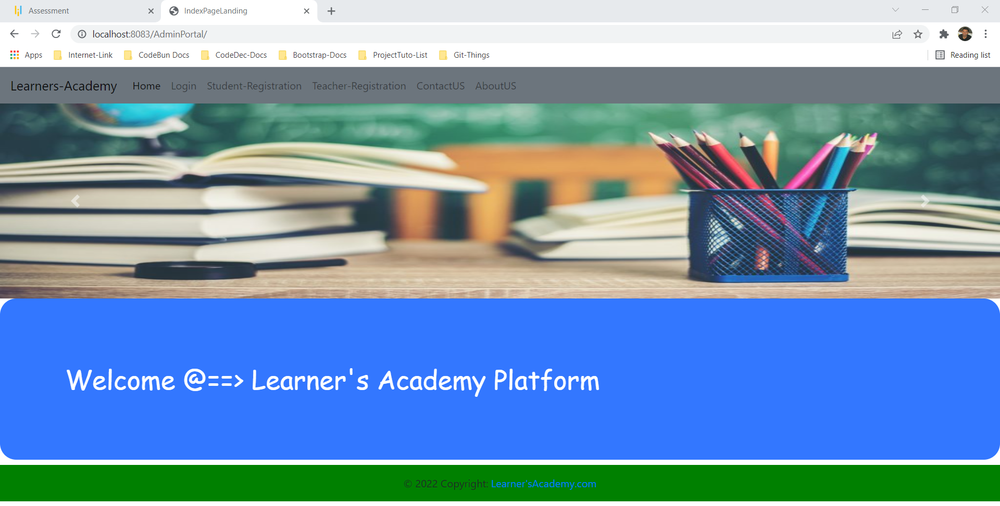 Assessment
IndexPageLanding
localhost:8083/AdminPortal/
Apps Internet-Link CodeBun Docs CodeDec-Docs Bootstrap-Docs ProjectTuto-List Git-Things Reading list
Learners-Academy Home Login Student-Registration Teacher-Registration ContactUS AboutUS
Welcome @==> Learner's Academy Platform
© 2022 Copyright: Learner'sAcademy.com